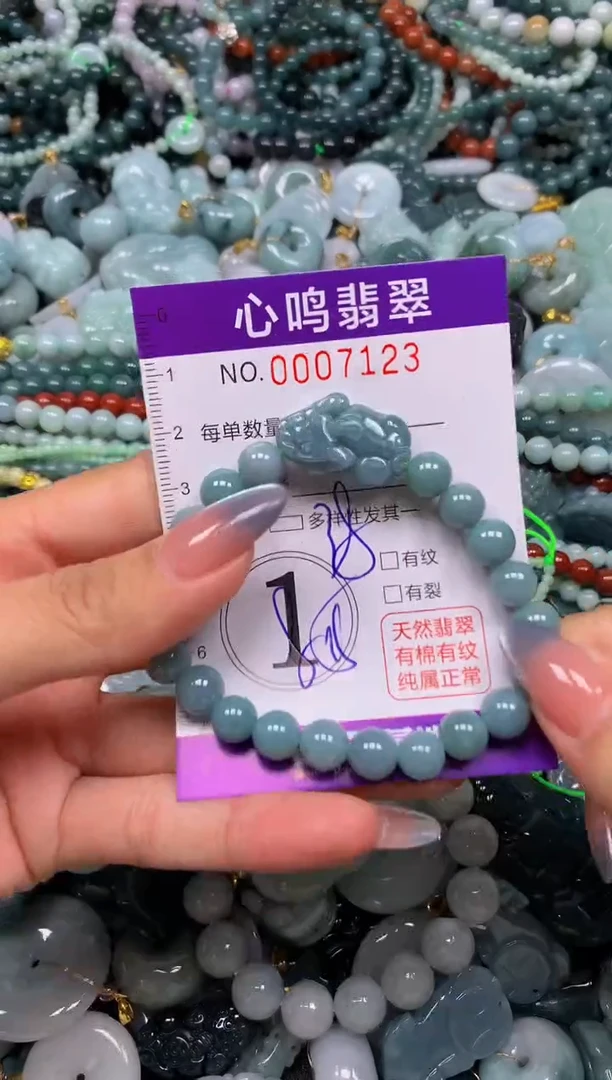 心鸣翡翠
NO.0007123
0
1
2 每单数量
3
多样性发其一
□有纹
1
□有裂
天然翡翠
有棉有纹
纯属正常
6